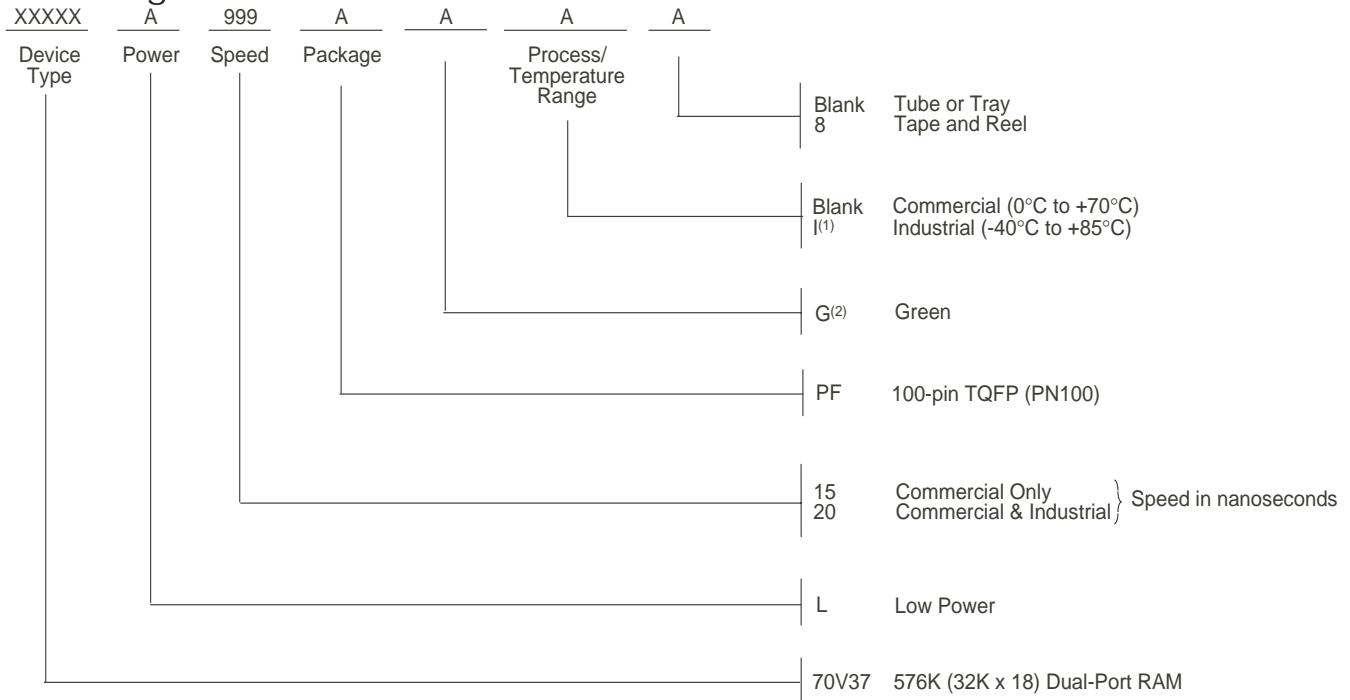 XXXXX A 999 A A A A
Device Type Power Speed Package Process/ Temperature Range
Blank Tube or Tray
8 Tape and Reel
Blank Commercial (0°C to +70°C)
I(1) Industrial (-40°C to +85°C)
G(2) Green
PF 100-pin TQFP (PN100)
15 Commercial Only
20 Commercial & Industrial } Speed in nanoseconds
L Low Power
70V37 576K (32K x 18) Dual-Port RAM